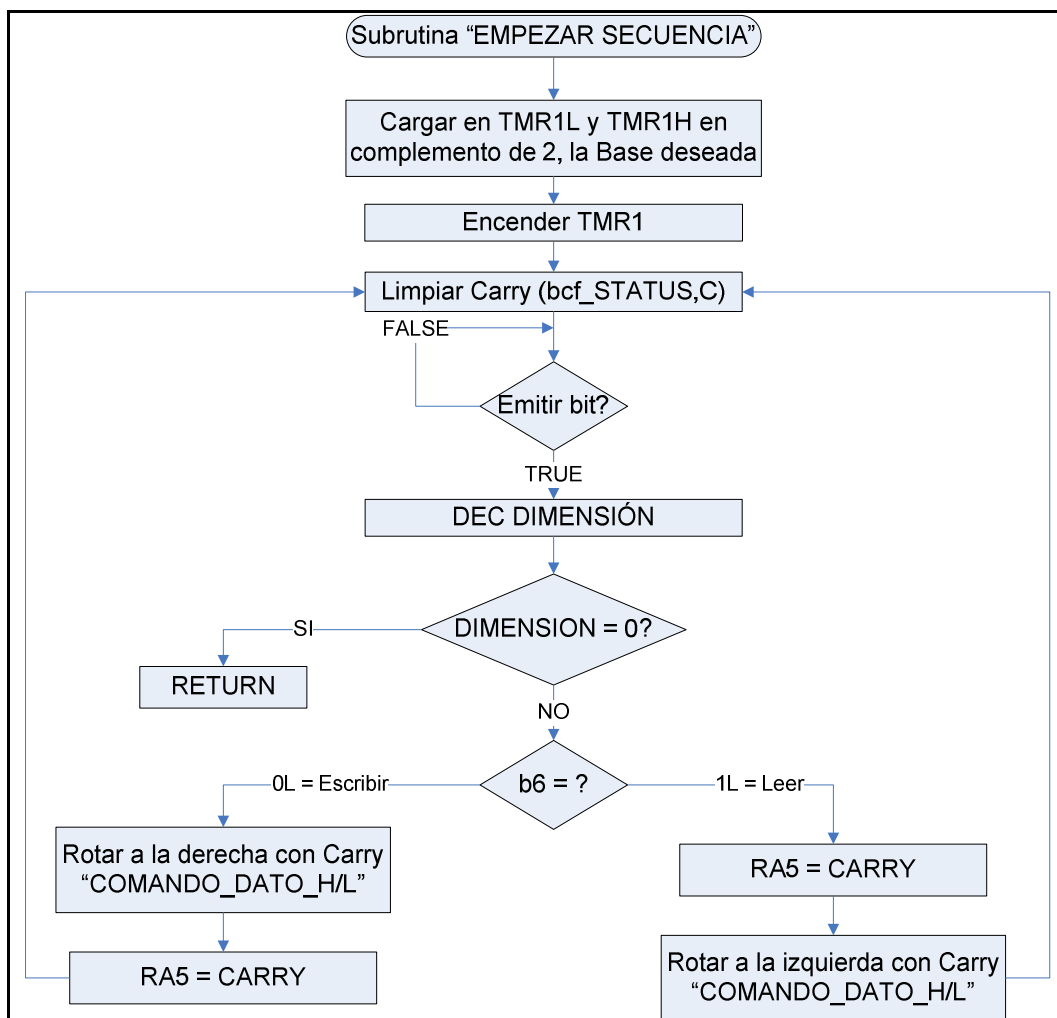 Subrutina “EMPEZAR SECUENCIA”
Cargar en TMR1L y TMR1H en
complemento de 2, la Base deseada
Encender TMR1
Limpiar Carry (bcf_STATUS,C)
FALSE
Emitir bit?
TRUE
DEC DIMENSIÓN
DIMENSION = 0?
SI
RETURN
NO
b6 = ?
0L = Escribir
1L = Leer
Rotar a la derecha con Carry
“COMANDO_DATO_H/L”
RA5 = CARRY
RA5 = CARRY
Rotar a la izquierda con Carry
“COMANDO_DATO_H/L”